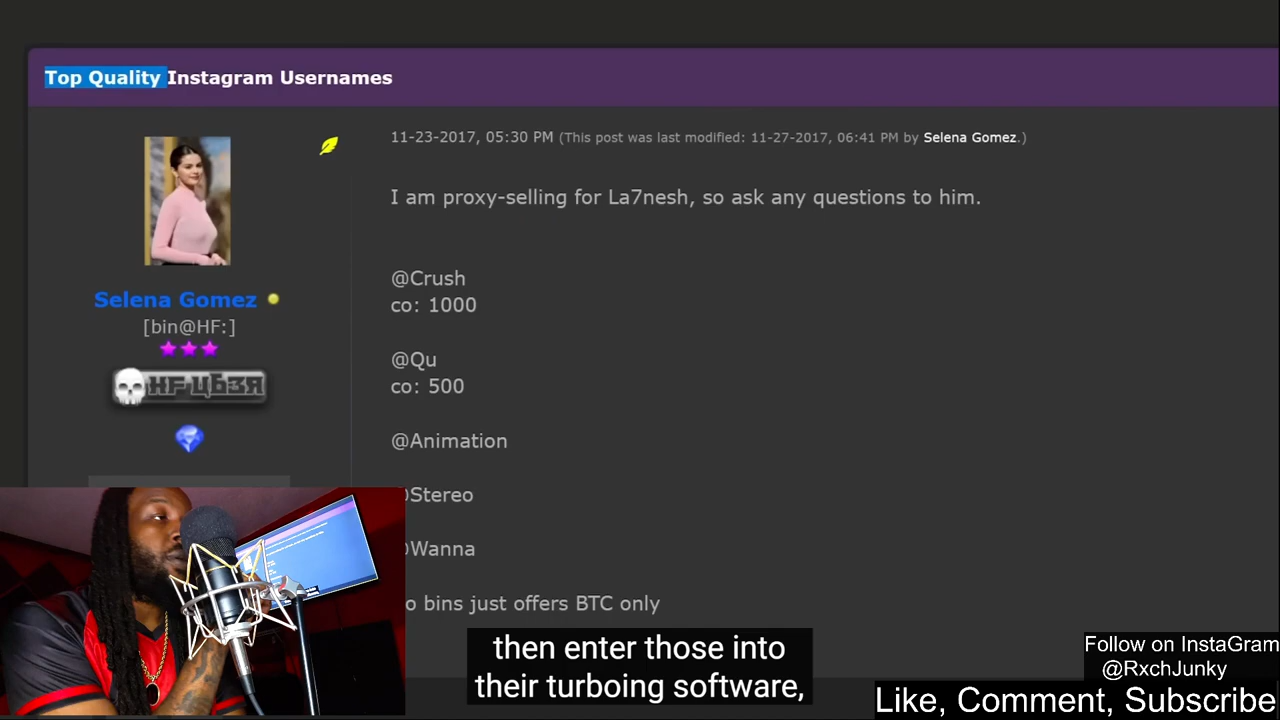 Top Quality Instagram Usernames
11-23-2017, 05:30 PM (This post was last modified: 11-27-2017, 06:41 PM by Selena Gomez.)
I am proxy-selling for La7nesh, so ask any questions to him.
Selena Gomez
[bin@HF:]
HF Цбзя
@Crush
co: 1000
@Qu
co: 500
@Animation
Stereo
Wanna
bins just offers BTC only
then enter those into
their turboing software,
Follow on InstaGram
@RxchJunky
Like, Comment, Subscribe